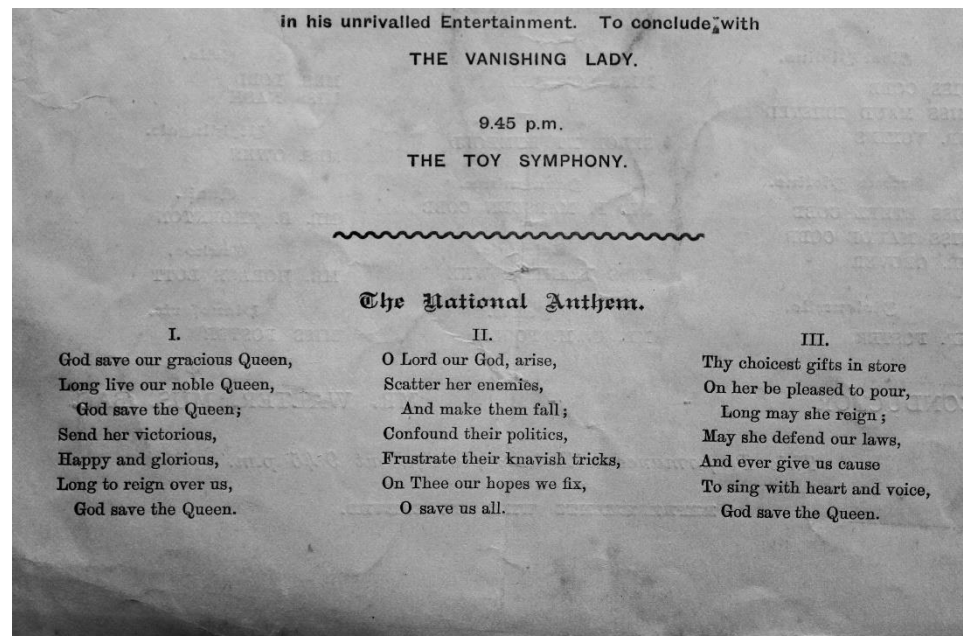 in his unrivalled Entertainment. To conclude with
THE VANISHING LADY.
9.45 p.m.
THE TOY SYMPHONY.
The National Anthem.
I.
God save our gracious Queen,
Long live our noble Queen,
God save the Queen;
Send her victorious,
Happy and glorious,
Long to reign over us,
God save the Queen.
II.
O Lord our God, arise,
Scatter her enemies,
And make them fall;
Confound their politics,
Frustrate their knavish tricks,
On Thee our hopes we fix,
O save us all.
III.
Thy choicest gifts in store
On her be pleased to pour,
Long may she reign;
May she defend our laws,
And ever give us cause
To sing with heart and voice,
God save the Queen.